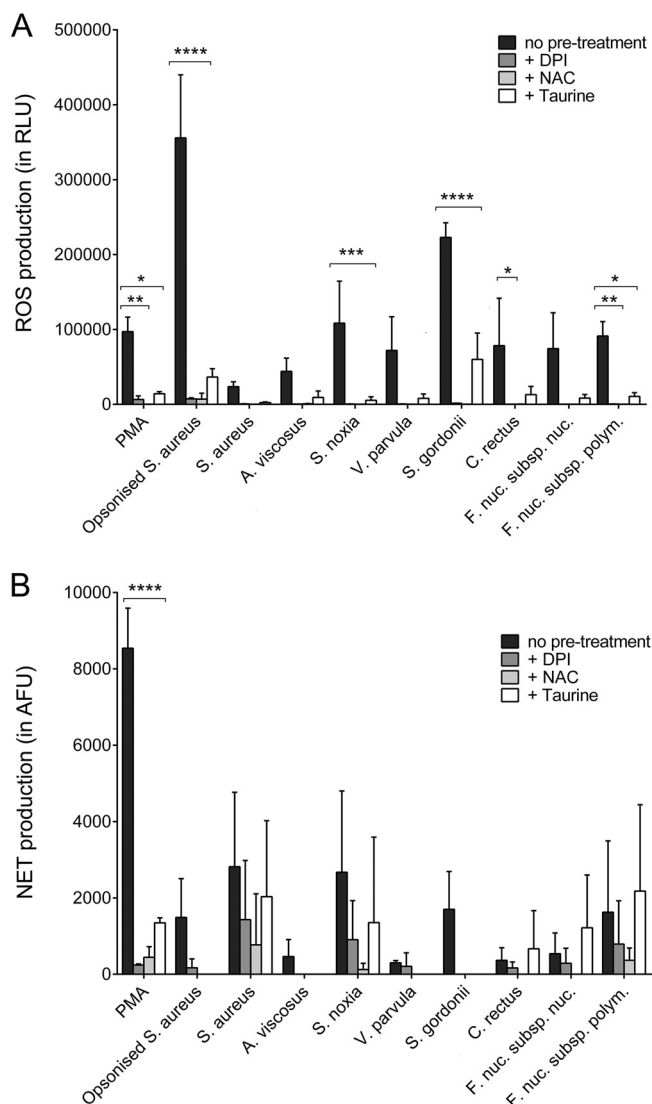 A
ROS production (in RLU)
500000
400000
300000
200000
100000
0
no pre-treatment
+ DPI
+ NAC
+ Taurine
****
*
**
***
****
*
*
**
PMA
Opsonised S. aureus
S. aureus
A. viscosus
S. noxia
V. parvula
S. gordonii
C. rectus
F. nuc. subsp. nuc.
F. nuc. subsp. polym.
B
NET production (in AFU)
10000
8000
6000
4000
2000
0
****
no pre-treatment
+ DPI
+ NAC
+ Taurine
PMA
Opsonised S. aureus
S. aureus
A. viscosus
S. noxia
V. parvula
S. gordonii
C. rectus
F. nuc. subsp. nuc.
F. nuc. subsp. polym.